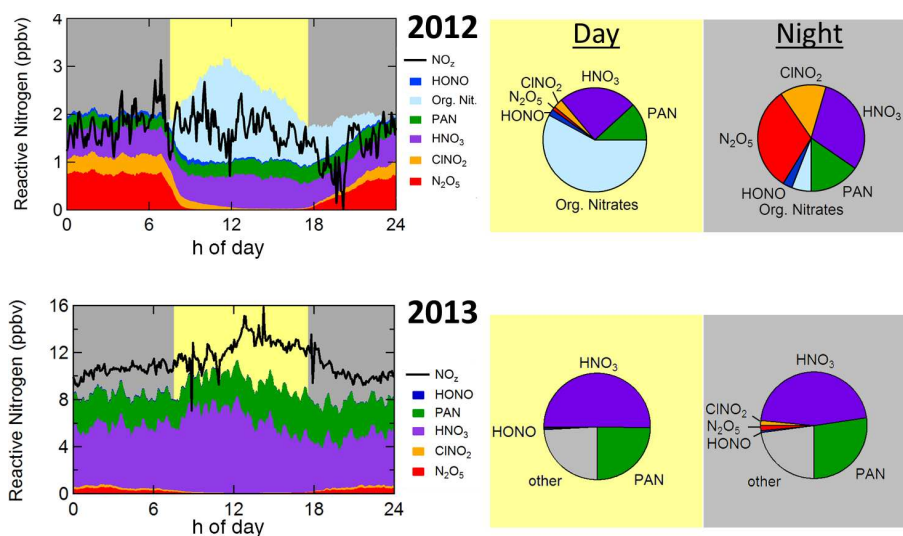 2012
Reactive Nitrogen (ppbv)
4
3
2
1
0
0 6 12 18 24
h of day
NOz
HONO
Org. Nit.
PAN
HNO3
ClNO2
N2O5
Day
ClNO2
N2O5
HONO
HNO3
PAN
Org. Nitrates
Night
ClNO2
HNO3
N2O5
HONO
Org. Nitrates
PAN
2013
Reactive Nitrogen (ppbv)
16
12
8
4
0
0 6 12 18 24
h of day
NOz
HONO
PAN
HNO3
ClNO2
N2O5
HNO3
HONO
other
PAN
HNO3
ClNO2
N2O5
HONO
other
PAN